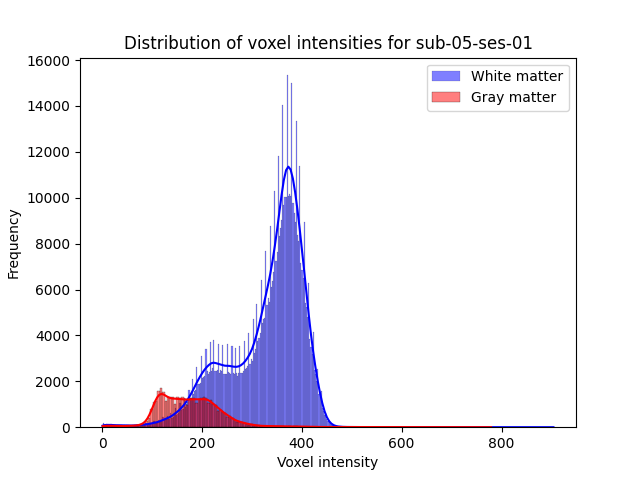 Distribution of voxel intensities for sub-05-ses-01
White matter
Gray matter
Frequency
16000
14000
12000
10000
8000
6000
4000
2000
0
0 200 400 600 800
Voxel intensity